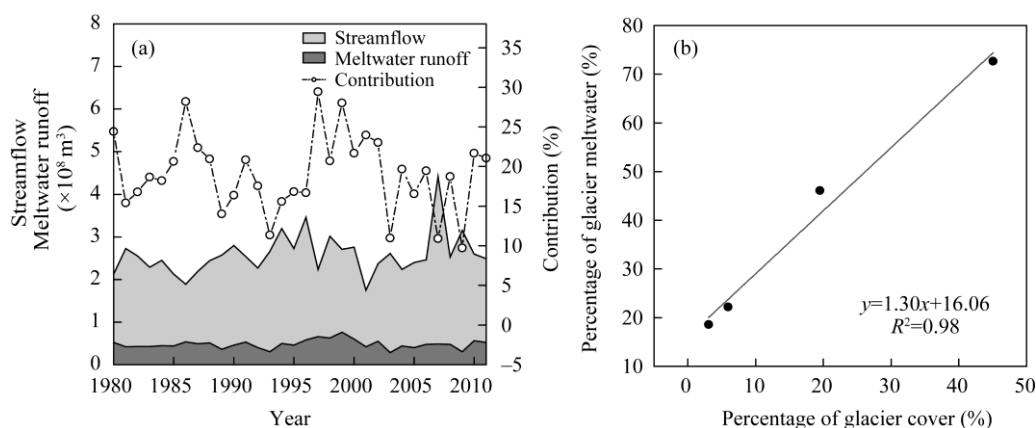 (a)
Streamflow
Meltwater runoff
Contribution
8
7
6
5
4
3
2
1
0
Streamflow
Meltwater runoff
(×10⁸ m³)
35
30
25
20
15
10
5
0
−5
Contribution (%)
1980 1985 1990 1995 2000 2005 2010
Year
(b)
80
70
60
50
40
30
20
10
Percentage of glacier meltwater (%)
y=1.30x+16.06
R²=0.98
0 10 20 30 40 50
Percentage of glacier cover (%)